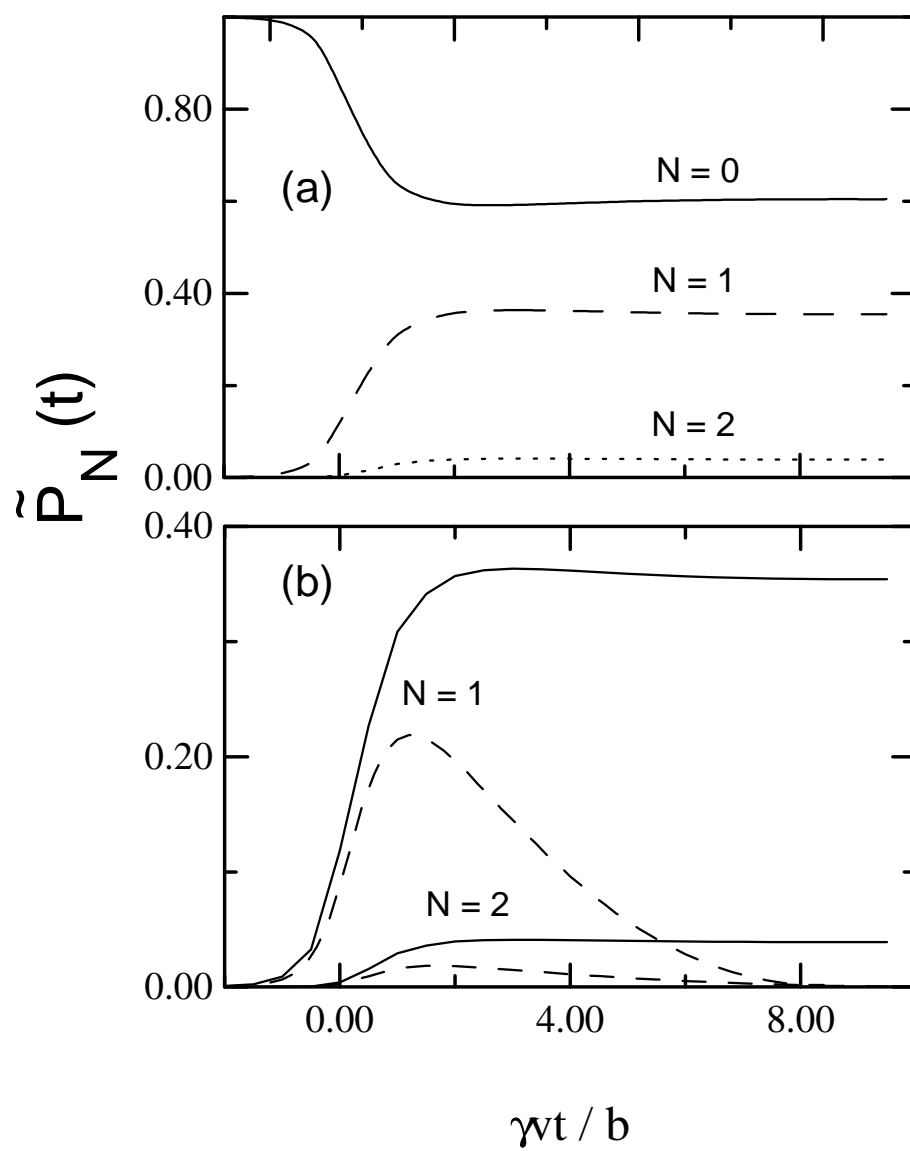 0.80
(a)
N = 0
0.40
N = 1
N = 2
0.00
P̃N (t)
0.40
(b)
N = 1
0.20
N = 2
0.00
0.00 4.00 8.00
γvt / b